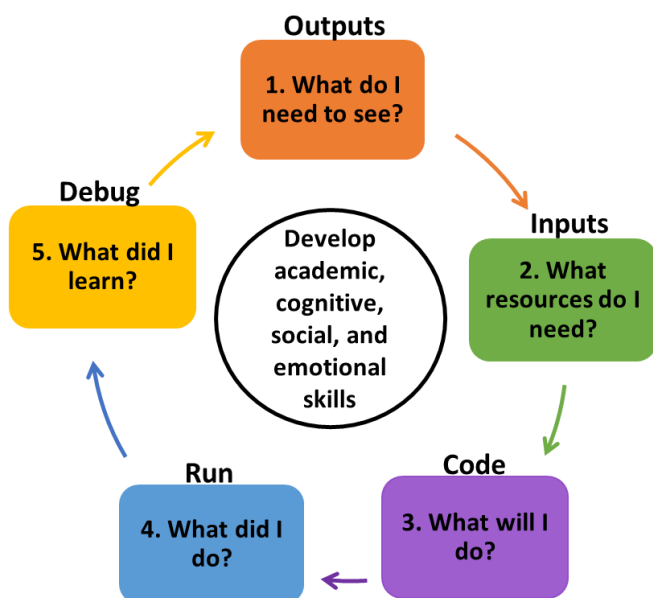 Outputs
1. What do I
need to see?
Inputs
2. What
resources do I
need?
Code
3. What will I
do?
Run
4. What did I
do?
Debug
5. What did I
learn?
Develop
academic,
cognitive,
social, and
emotional
skills